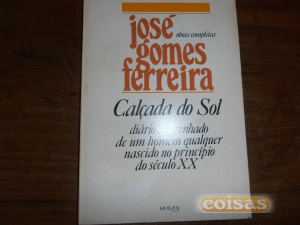 josé
obras completas
gomes
ferreira
Calçada do Sol
diário
de um homem qualquer
nascido no princípio
do século XX
coisas